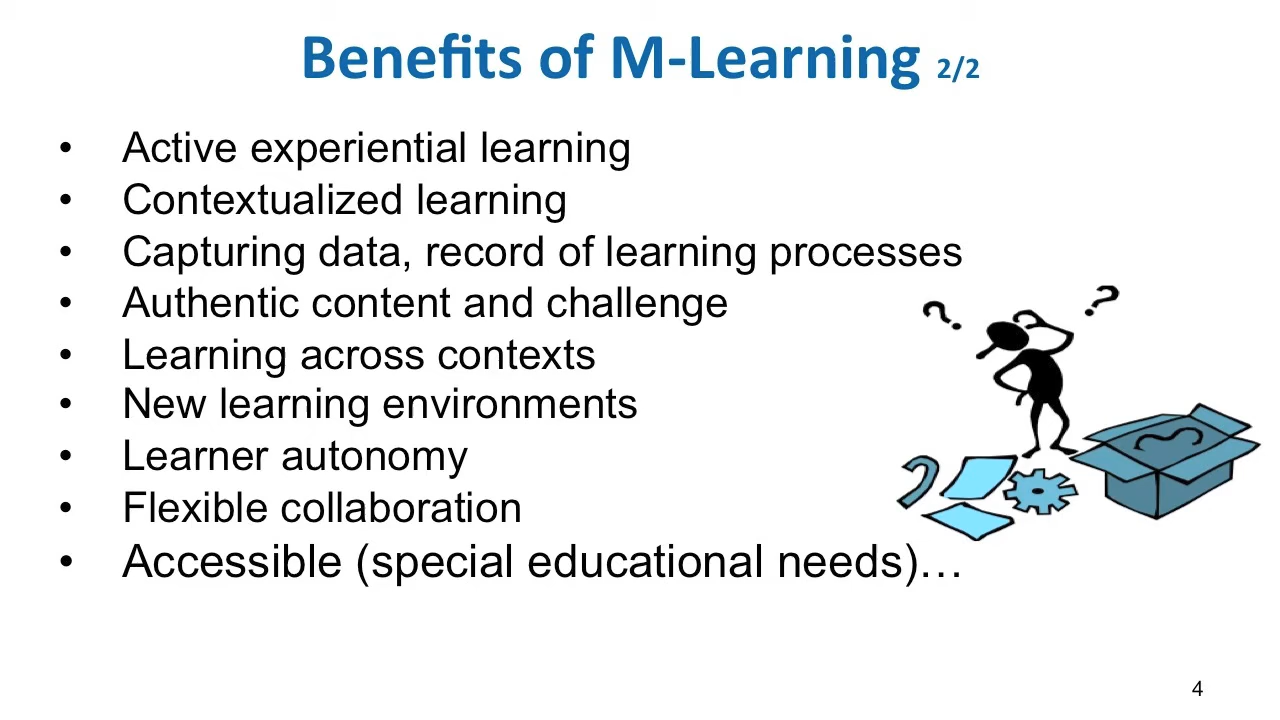 Benefits of M-Learning 2/2
• Active experiential learning
• Contextualized learning
• Capturing data, record of learning processes
• Authentic content and challenge
• Learning across contexts
• New learning environments
• Learner autonomy
• Flexible collaboration
• Accessible (special educational needs)…
? ?
4